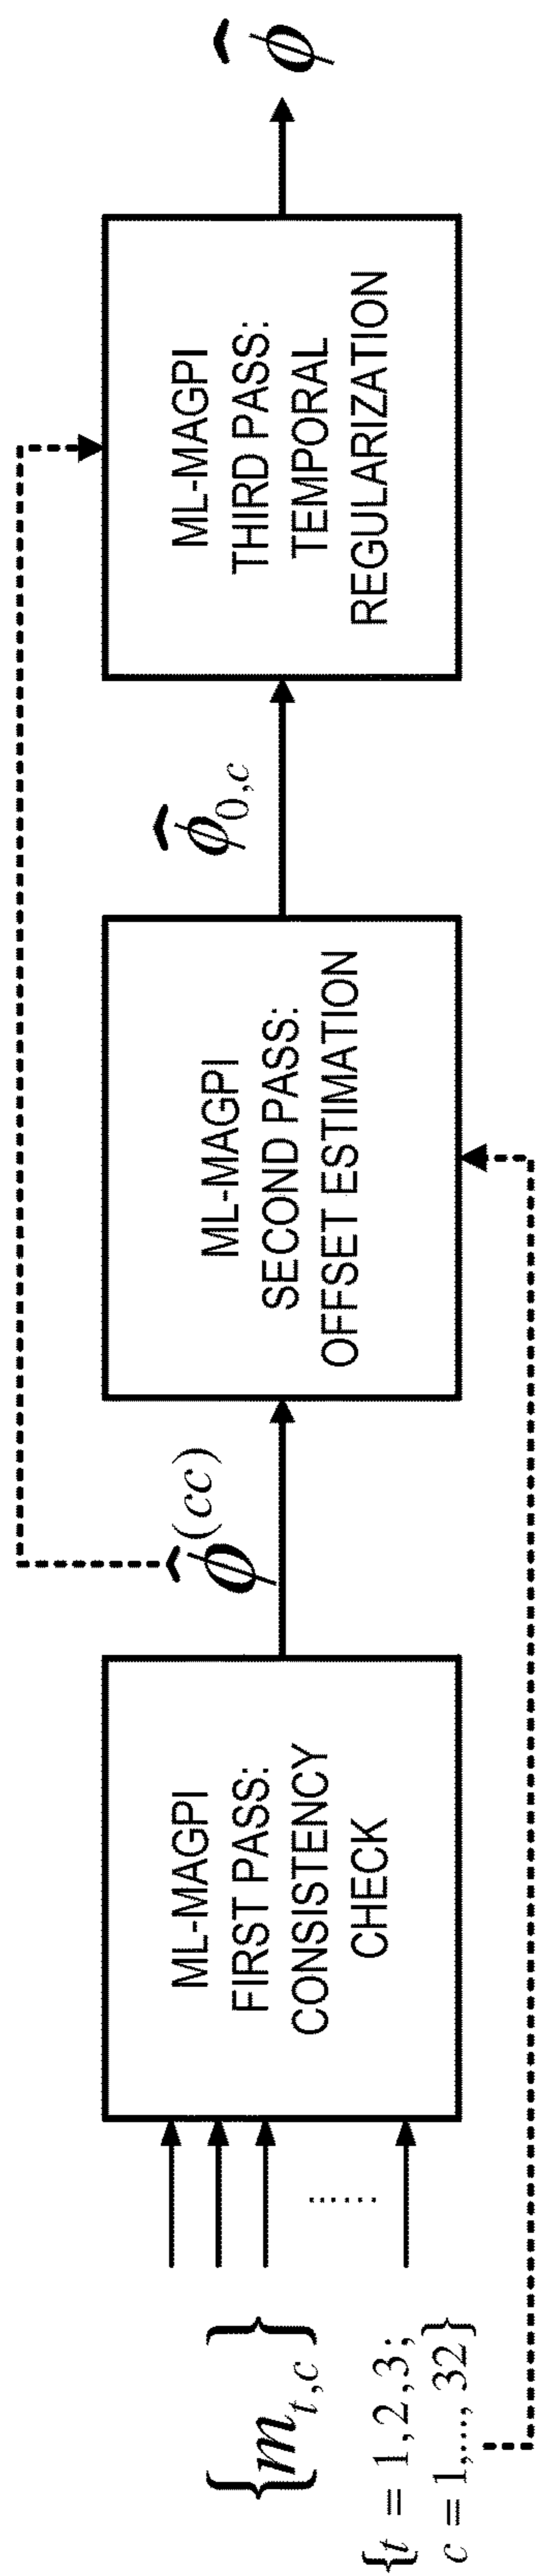 {m_{t,c}}
{t = 1,2,3;
c = 1,..., 32}
ML-MAGPI
FIRST PASS:
CONSISTENCY
CHECK
ϕ̂^{(cc)}
ML-MAGPI
SECOND PASS:
OFFSET ESTIMATION
ϕ̂_{0,c}
ML-MAGPI
THIRD PASS:
TEMPORAL
REGULARIZATION
ϕ̂